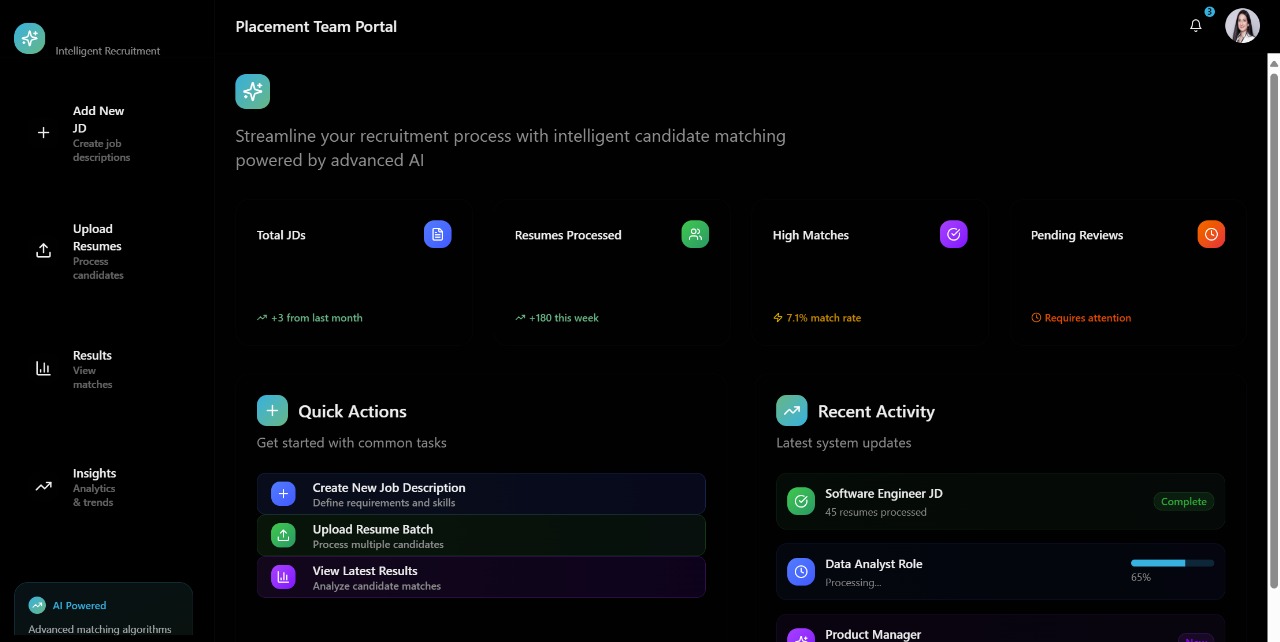 Intelligent Recruitment
Placement Team Portal
3
Add New
JD
Create job
descriptions
Upload
Resumes
Process
candidates
Results
View
matches
Insights
Analytics
& trends
AI Powered
Advanced matching algorithms
Streamline your recruitment process with intelligent candidate matching
powered by advanced AI
Total JDs
+3 from last month
Resumes Processed
+180 this week
High Matches
7.1% match rate
Pending Reviews
Requires attention
Quick Actions
Get started with common tasks
Create New Job Description
Define requirements and skills
Upload Resume Batch
Process multiple candidates
View Latest Results
Analyze candidate matches
Recent Activity
Latest system updates
Software Engineer JD
45 resumes processed
Complete
Data Analyst Role
Processing...
65%
Product Manager
New